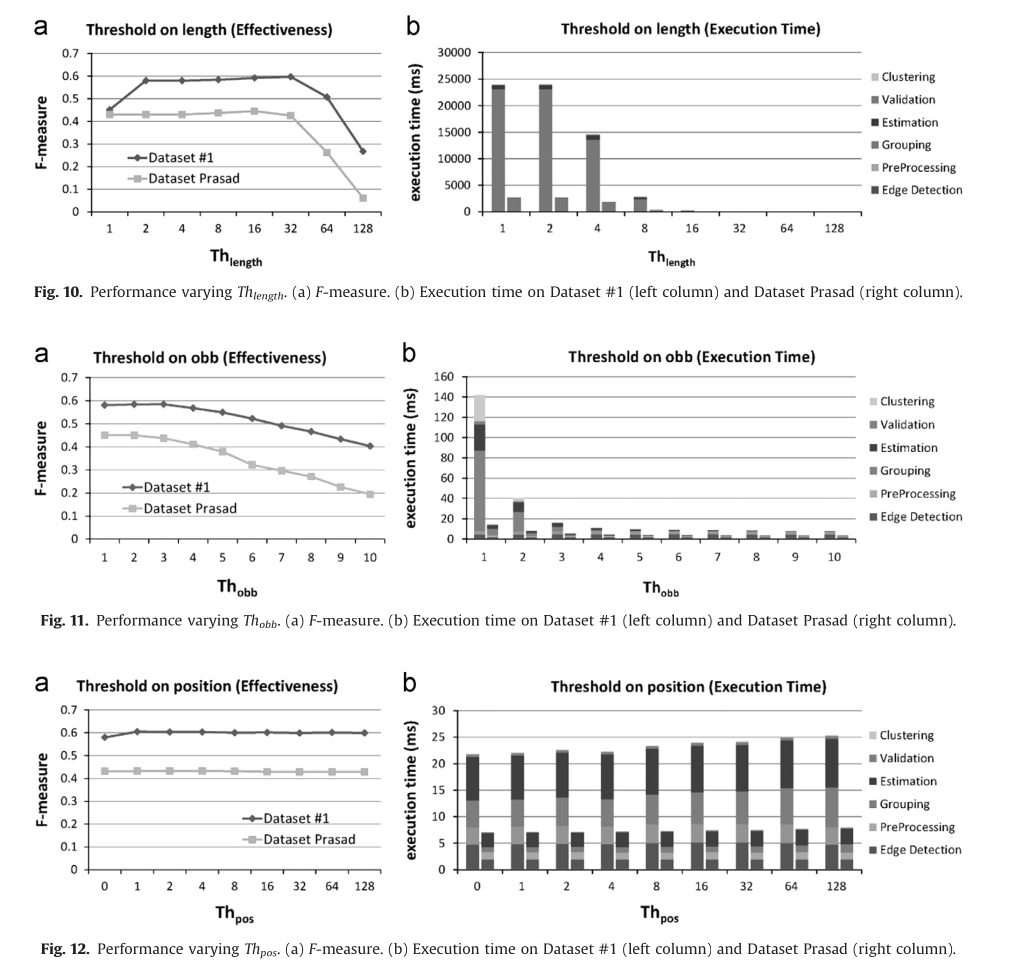 a
Threshold on length (Effectiveness)
0.7
0.6
0.5
0.4
0.3
0.2
0.1
0
F-measure
Dataset #1
Dataset Prasad
1 2 4 8 16 32 64 128
Thlength
b
Threshold on length (Execution Time)
30000
25000
20000
15000
10000
5000
0
execution time (ms)
1 2 4 8 16 32 64 128
Thlength
Clustering
Validation
Estimation
Grouping
PreProcessing
Edge Detection
Fig. 10. Performance varying Thlength. (a) F-measure. (b) Execution time on Dataset #1 (left column) and Dataset Prasad (right column).
a
Threshold on obb (Effectiveness)
0.7
0.6
0.5
0.4
0.3
0.2
0.1
0
F-measure
Dataset #1
Dataset Prasad
1 2 3 4 5 6 7 8 9 10
Thobb
b
Threshold on obb (Execution Time)
160
140
120
100
80
60
40
20
0
execution time (ms)
1 2 3 4 5 6 7 8 9 10
Thobb
Clustering
Validation
Estimation
Grouping
PreProcessing
Edge Detection
Fig. 11. Performance varying Thobb. (a) F-measure. (b) Execution time on Dataset #1 (left column) and Dataset Prasad (right column).
a
Threshold on position (Effectiveness)
0.7
0.6
0.5
0.4
0.3
0.2
0.1
0
F-measure
Dataset #1
Dataset Prasad
0 1 2 4 8 16 32 64 128
Thpos
b
Threshold on position (Execution Time)
30
25
20
15
10
5
0
execution time (ms)
0 1 2 4 8 16 32 64 128
Thpos
Clustering
Validation
Estimation
Grouping
PreProcessing
Edge Detection
Fig. 12. Performance varying Thpos. (a) F-measure. (b) Execution time on Dataset #1 (left column) and Dataset Prasad (right column).